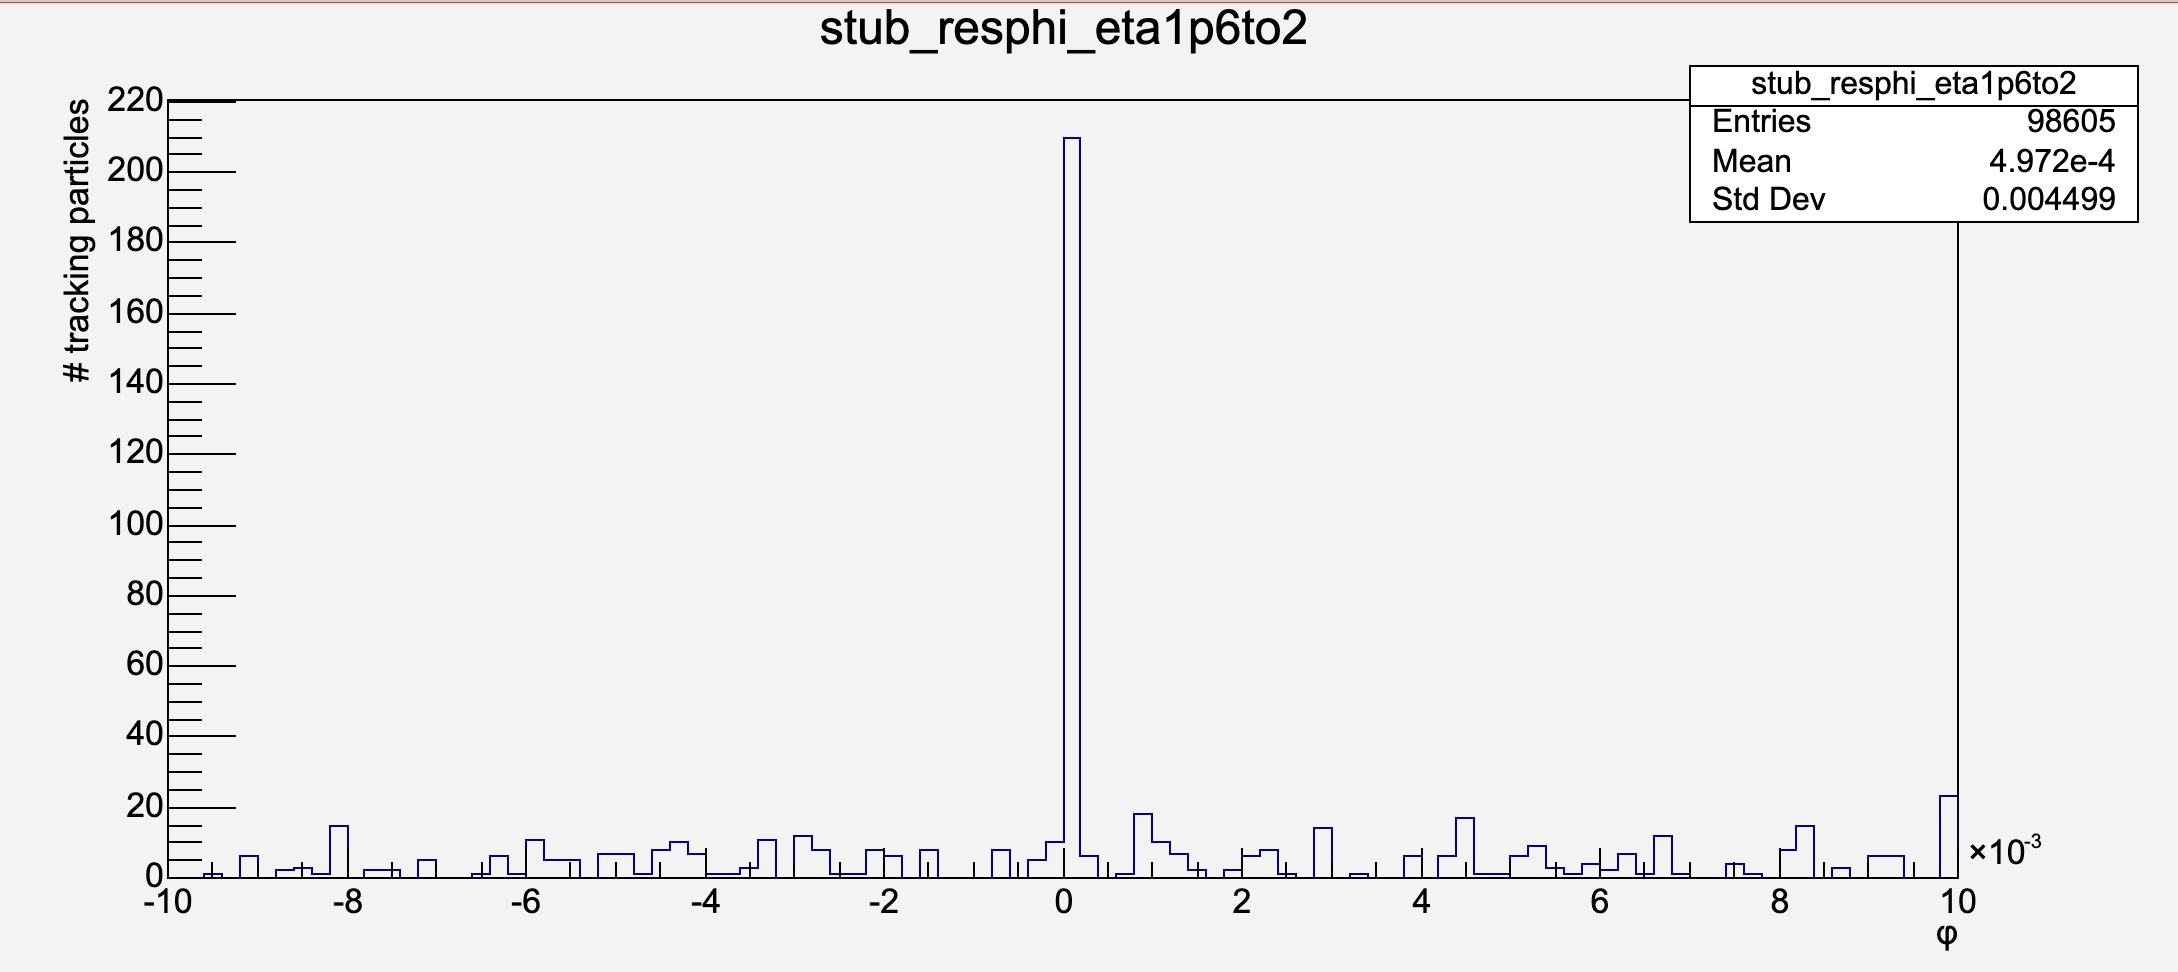 stub_resphi_eta1p6to2
stub_resphi_eta1p6to2
Entries 98605
Mean 4.972e-4
Std Dev 0.004499
# tracking particles
220
200
180
160
140
120
100
80
60
40
20
0
-10 -8 -6 -4 -2 0 2 4 6 8 10
×10-3
φ